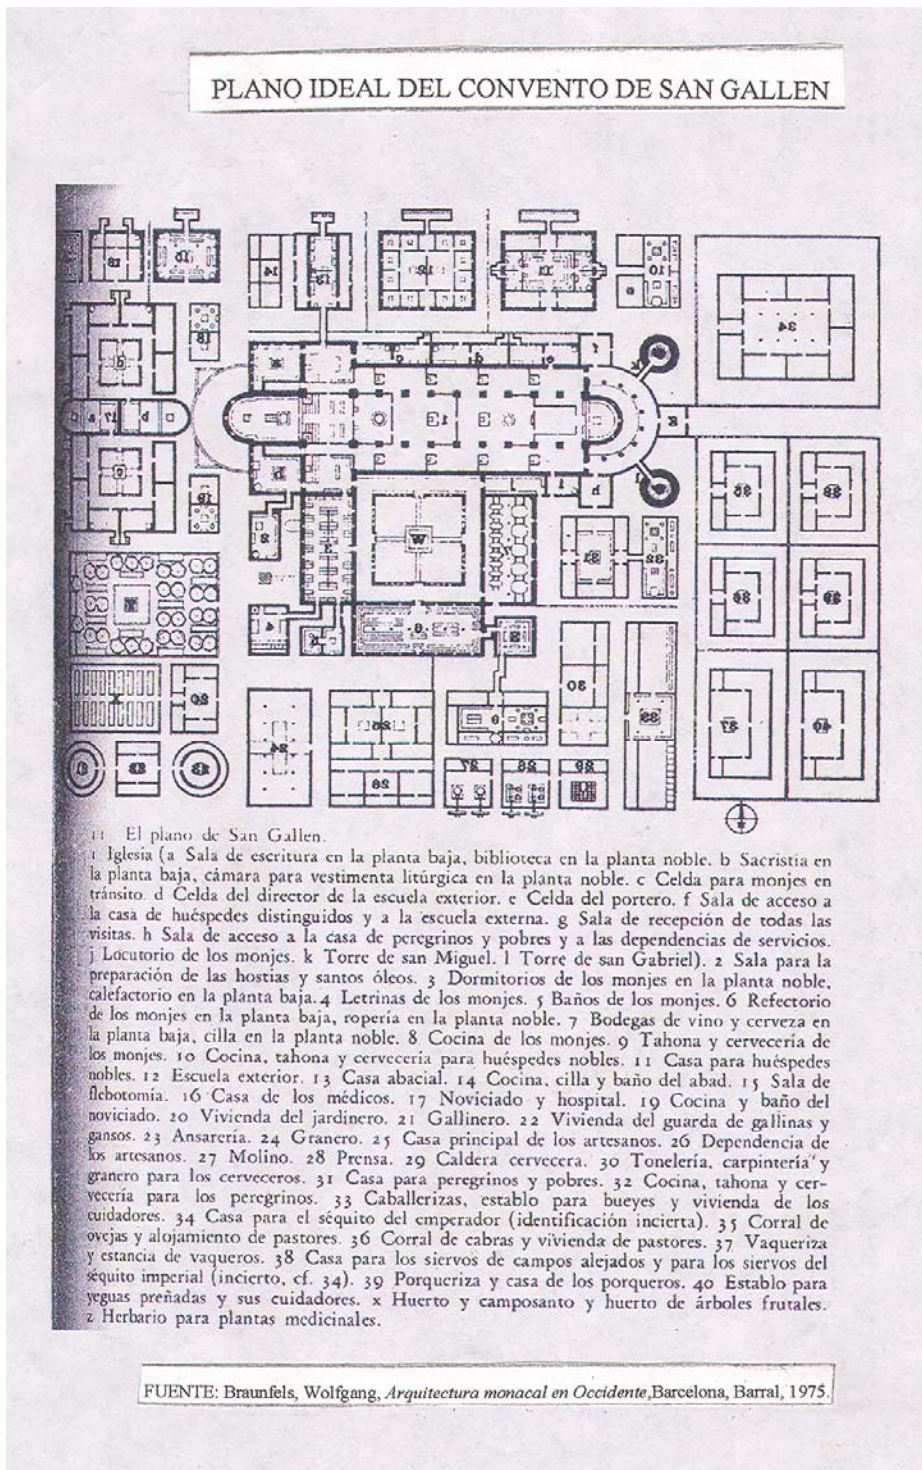 PLANO IDEAL DEL CONVENTO DE SAN GALLEN
11 El plano de San Gallen.
1 Iglesia (a Sala de escritura en la planta baja, biblioteca en la planta noble. b Sacristia en
la planta baja, cámara para vestimenta litúrgica en la planta noble. c Celda para monjes en
tránsito. d Celda del director de la escuela exterior. e Celda del portero. f Sala de acceso a
la casa de huéspedes distinguidos y a la escuela externa. g Sala de recepción de todas las
visitas. h Sala de acceso a la casa de peregrinos y pobres y a las dependencias de servicios.
j Locutorio de los monjes. k Torre de san Miguel. l Torre de san Gabriel). 2 Sala para la
preparación de las hostias y santos óleos. 3 Dormitorios de los monjes en la planta noble,
calefactorio en la planta baja. 4 Letrinas de los monjes. 5 Baños de los monjes. 6 Refectorio
de los monjes en la planta baja, ropería en la planta noble. 7 Bodegas de vino y cerveza en
la planta baja, cilla en la planta noble. 8 Cocina de los monjes. 9 Tahona y cervecería de
los monjes. 10 Cocina, tahona y cervecería para huéspedes nobles. 11 Casa para huéspedes
nobles. 12 Escuela exterior. 13 Casa abacial. 14 Cocina, cilla y baño del abad. 15 Sala de
flebotomía. 16 Casa de los médicos. 17 Noviciado y hospital. 19 Cocina y baño del
noviciado. 20 Vivienda del jardinero. 21 Gallinero. 22 Vivienda del guarda de gallinas y
gansos. 23 Ansarería. 24 Granero. 25 Casa principal de los artesanos. 26 Dependencia de
los artesanos. 27 Molino. 28 Prensa. 29 Caldera cervecera. 30 Tonelería, carpintería y
granero para los cerveceros. 31 Casa para peregrinos y pobres. 32 Cocina, tahona y cer-
vecería para los peregrinos. 33 Caballerizas, establo para bueyes y vivienda de los
cuidadores. 34 Casa para el séquito del emperador (identificación incierta). 35 Corral de
ovejas y alojamiento de pastores. 36 Corral de cabras y vivienda de pastores. 37 Vaqueriza
y estancia de vaqueros. 38 Casa para los siervos de campos alejados y para los siervos del
séquito imperial (incierto, cf. 34). 39 Porqueriza y casa de los porqueros. 40 Establo para
yeguas preñadas y sus cuidadores. x Huerto y camposanto y huerto de árboles frutales.
z Herbario para plantas medicinales.
FUENTE: Braunfels, Wolfgang, Arquitectura monacal en Occidente,Barcelona, Barral, 1975.